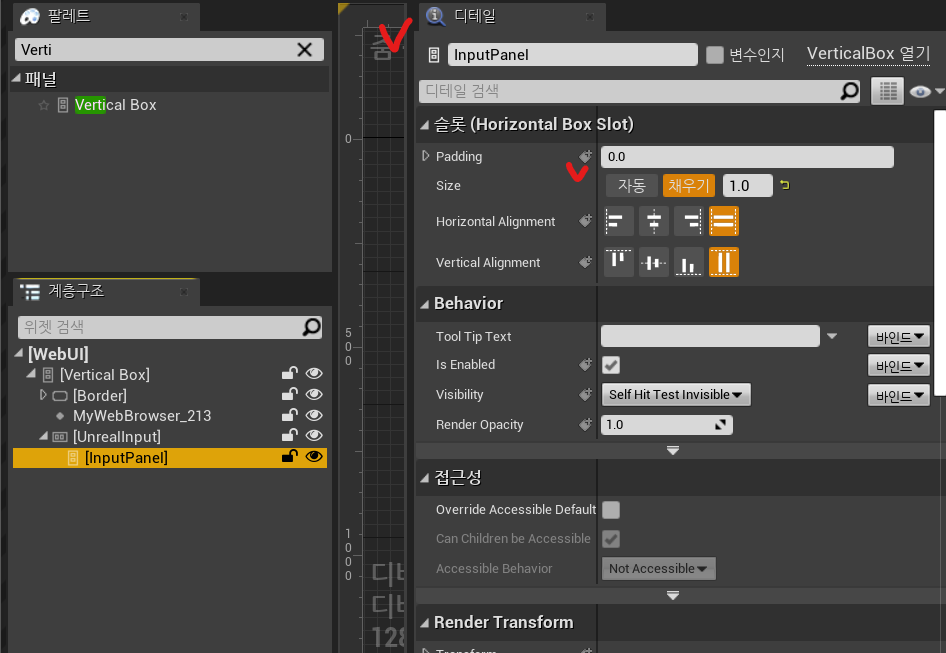 팔레트
Verti
패널
Vertical Box
계층구조
위젯 검색
[WebUI]
[Vertical Box]
[Border]
MyWebBrowser_213
[UnrealInput]
[InputPanel]
줌
0
5
0
0
1
0
0
0
128
디테일
InputPanel
변수인지
VerticalBox 열기
디테일 검색
슬롯 (Horizontal Box Slot)
Padding
0.0
Size
자동
채우기
1.0
Horizontal Alignment
Vertical Alignment
Behavior
Tool Tip Text
바인드
Is Enabled
바인드
Visibility
Self Hit Test Invisible
바인드
Render Opacity
1.0
접근성
Override Accessible Default
Can Children be Accessible
Accessible Behavior
Not Accessible
Render Transform
Transform